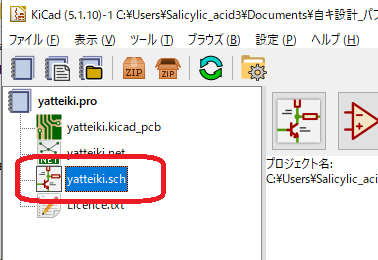 KiCad (5.1.10)-1 C:¥Users¥Salicylic_acid3¥Documents¥自キ設計_パブ
ファイル (F) 表示 (V) ツール (T) ブラウズ (B) 設定 (P) ヘルプ (H)
ZIP ZIP
yatteiki.pro
yatteiki.kicad_pcb
yatteiki.net
yatteiki.sch
Licence.txt
プロジェクト名:
C:¥Users¥Salicylic_ac